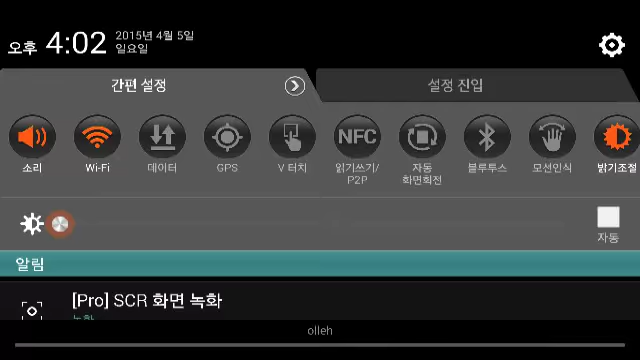 오후 4:02 2015년 4월 5일
일요일
간편 설정
설정 진입
소리
Wi-Fi
데이터
GPS
V 터치
NFC
읽기쓰기/
P2P
자동
화면회전
블루투스
모션인식
밝기조절
자동
알림
[Pro] SCR 화면 녹화
olleh